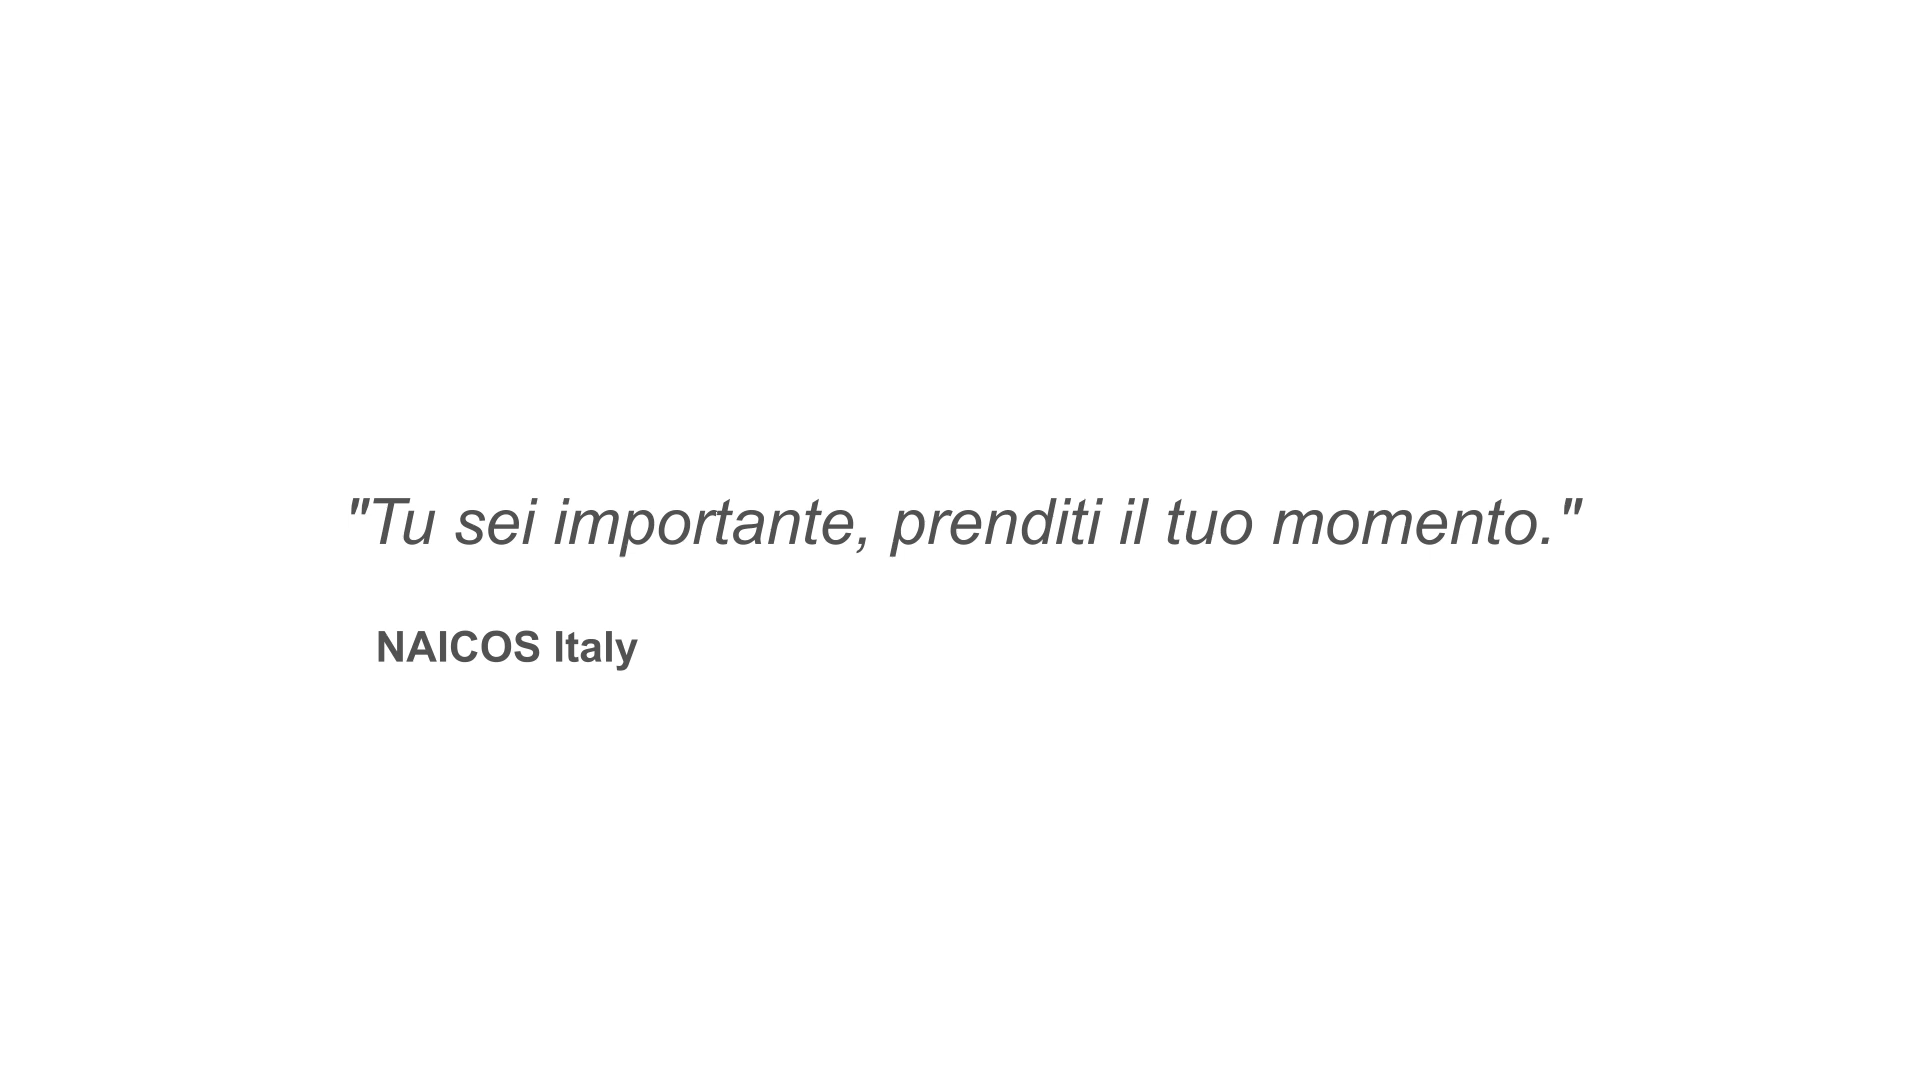 "Tu sei importante, prenditi il tuo momento."
NAICOS Italy